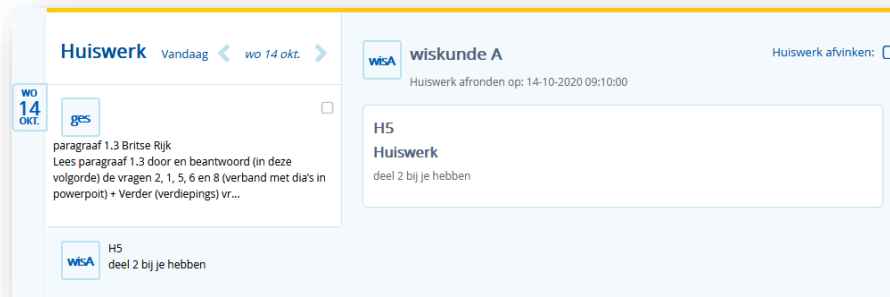 Huiswerk Vandaag wo 14 okt.
WO
14
OKT.
ges
paragraaf 1.3 Britse Rijk
Lees paragraaf 1.3 door en beantwoord (in deze
volgorde) de vragen 2, 1, 5, 6 en 8 (verband met dia's in
powerpoit) + Verder (verdiepings) vr...
wisA
H5
deel 2 bij je hebben
wisA
wiskunde A
Huiswerk afvinken:
Huiswerk afronden op: 14-10-2020 09:10:00
H5
Huiswerk
deel 2 bij je hebben